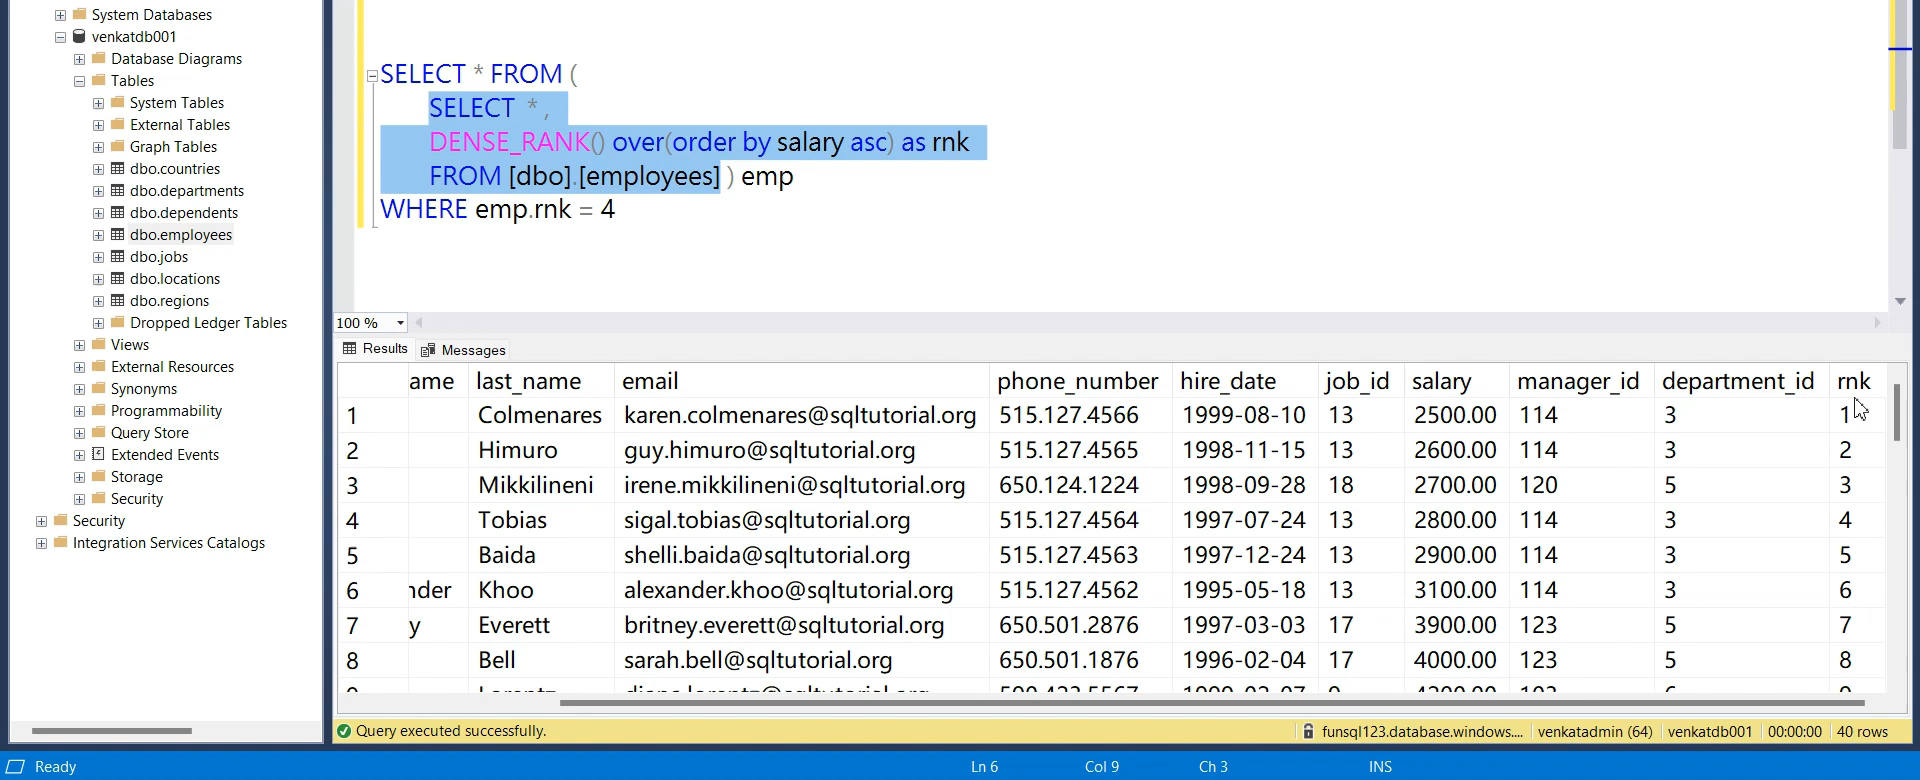 System Databases
venkatdb001
Database Diagrams
Tables
System Tables
External Tables
Graph Tables
dbo.countries
dbo.departments
dbo.dependents
dbo.employees
dbo.jobs
dbo.locations
dbo.regions
Dropped Ledger Tables
Views
External Resources
Synonyms
Programmability
Query Store
Extended Events
Storage
Security
Security
Integration Services Catalogs
SELECT * FROM (
SELECT *,
DENSE_RANK() over(order by salary asc) as rnk
FROM [dbo].[employees] ) emp
WHERE emp.rnk = 4
100 %
Results Messages
ame last_name email phone_number hire_date job_id salary manager_id department_id rnk
1 Colmenares karen.colmenares@sqltutorial.org 515.127.4566 1999-08-10 13 2500.00 114 3 1
2 Himuro guy.himuro@sqltutorial.org 515.127.4565 1998-11-15 13 2600.00 114 3 2
3 Mikkilineni irene.mikkilineni@sqltutorial.org 650.124.1224 1998-09-28 18 2700.00 120 5 3
4 Tobias sigal.tobias@sqltutorial.org 515.127.4564 1997-07-24 13 2800.00 114 3 4
5 Baida shelli.baida@sqltutorial.org 515.127.4563 1997-12-24 13 2900.00 114 3 5
6 nder Khoo alexander.khoo@sqltutorial.org 515.127.4562 1995-05-18 13 3100.00 114 3 6
7 y Everett britney.everett@sqltutorial.org 650.501.2876 1997-03-03 17 3900.00 123 5 7
8 Bell sarah.bell@sqltutorial.org 650.501.1876 1996-02-04 17 4000.00 123 5 8
Query executed successfully. funsql123.database.windows.... venkatadmin (64) venkatdb001 00:00:00 40 rows
Ready Ln 6 Col 9 Ch 3 INS